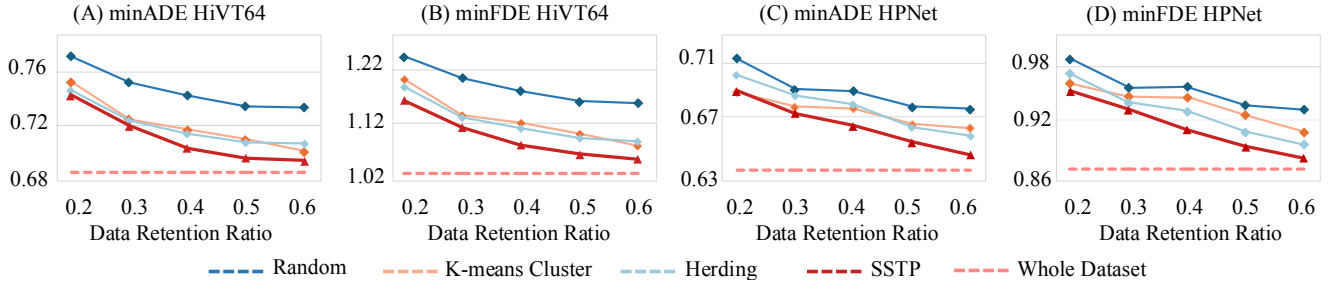 (A) minADE HiVT64
(B) minFDE HiVT64
(C) minADE HPNet
(D) minFDE HPNet
0.76
0.72
0.68
0.2 0.3 0.4 0.5 0.6
Data Retention Ratio
1.22
1.12
1.02
0.2 0.3 0.4 0.5 0.6
Data Retention Ratio
0.71
0.67
0.63
0.2 0.3 0.4 0.5 0.6
Data Retention Ratio
0.98
0.92
0.86
0.2 0.3 0.4 0.5 0.6
Data Retention Ratio
Random K-means Cluster Herding SSTP Whole Dataset